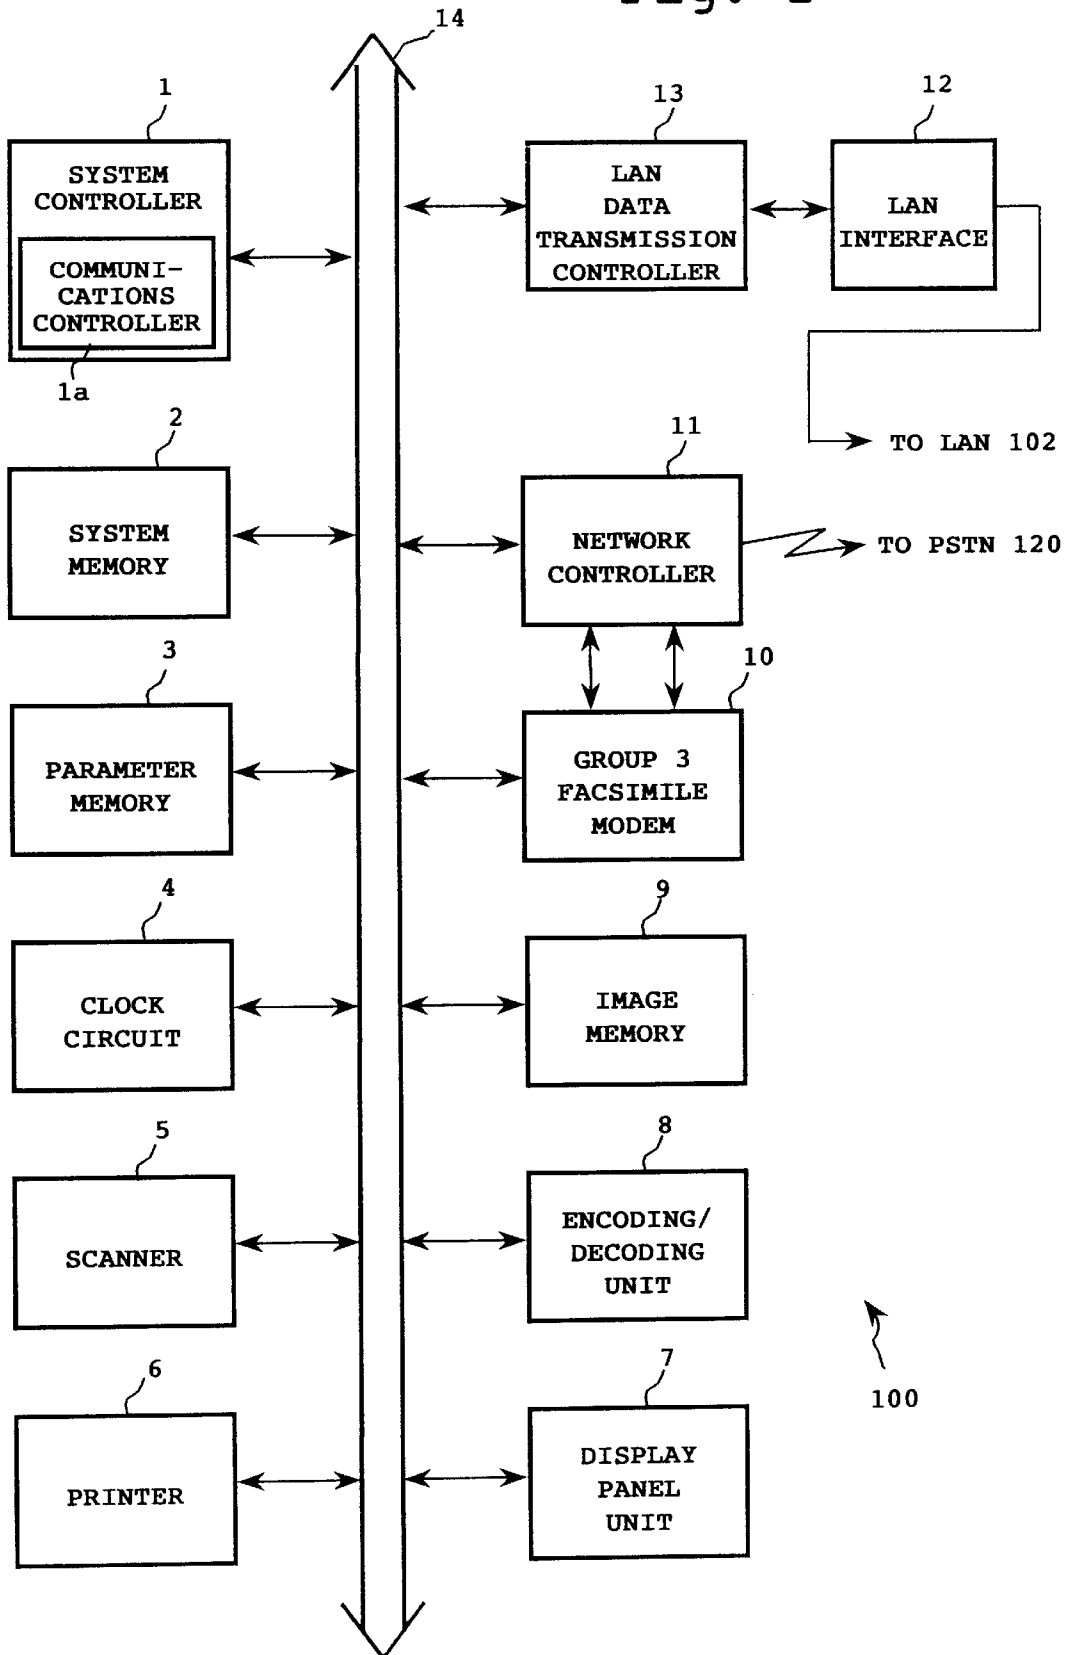 14
1
SYSTEM
CONTROLLER
COMMUNI-
CATIONS
CONTROLLER
1a
13
LAN
DATA
TRANSMISSION
CONTROLLER
12
LAN
INTERFACE
TO LAN 102
2
SYSTEM
MEMORY
11
NETWORK
CONTROLLER
TO PSTN 120
3
PARAMETER
MEMORY
10
GROUP 3
FACSIMILE
MODEM
4
CLOCK
CIRCUIT
9
IMAGE
MEMORY
5
SCANNER
8
ENCODING/
DECODING
UNIT
6
PRINTER
7
DISPLAY
PANEL
UNIT
100